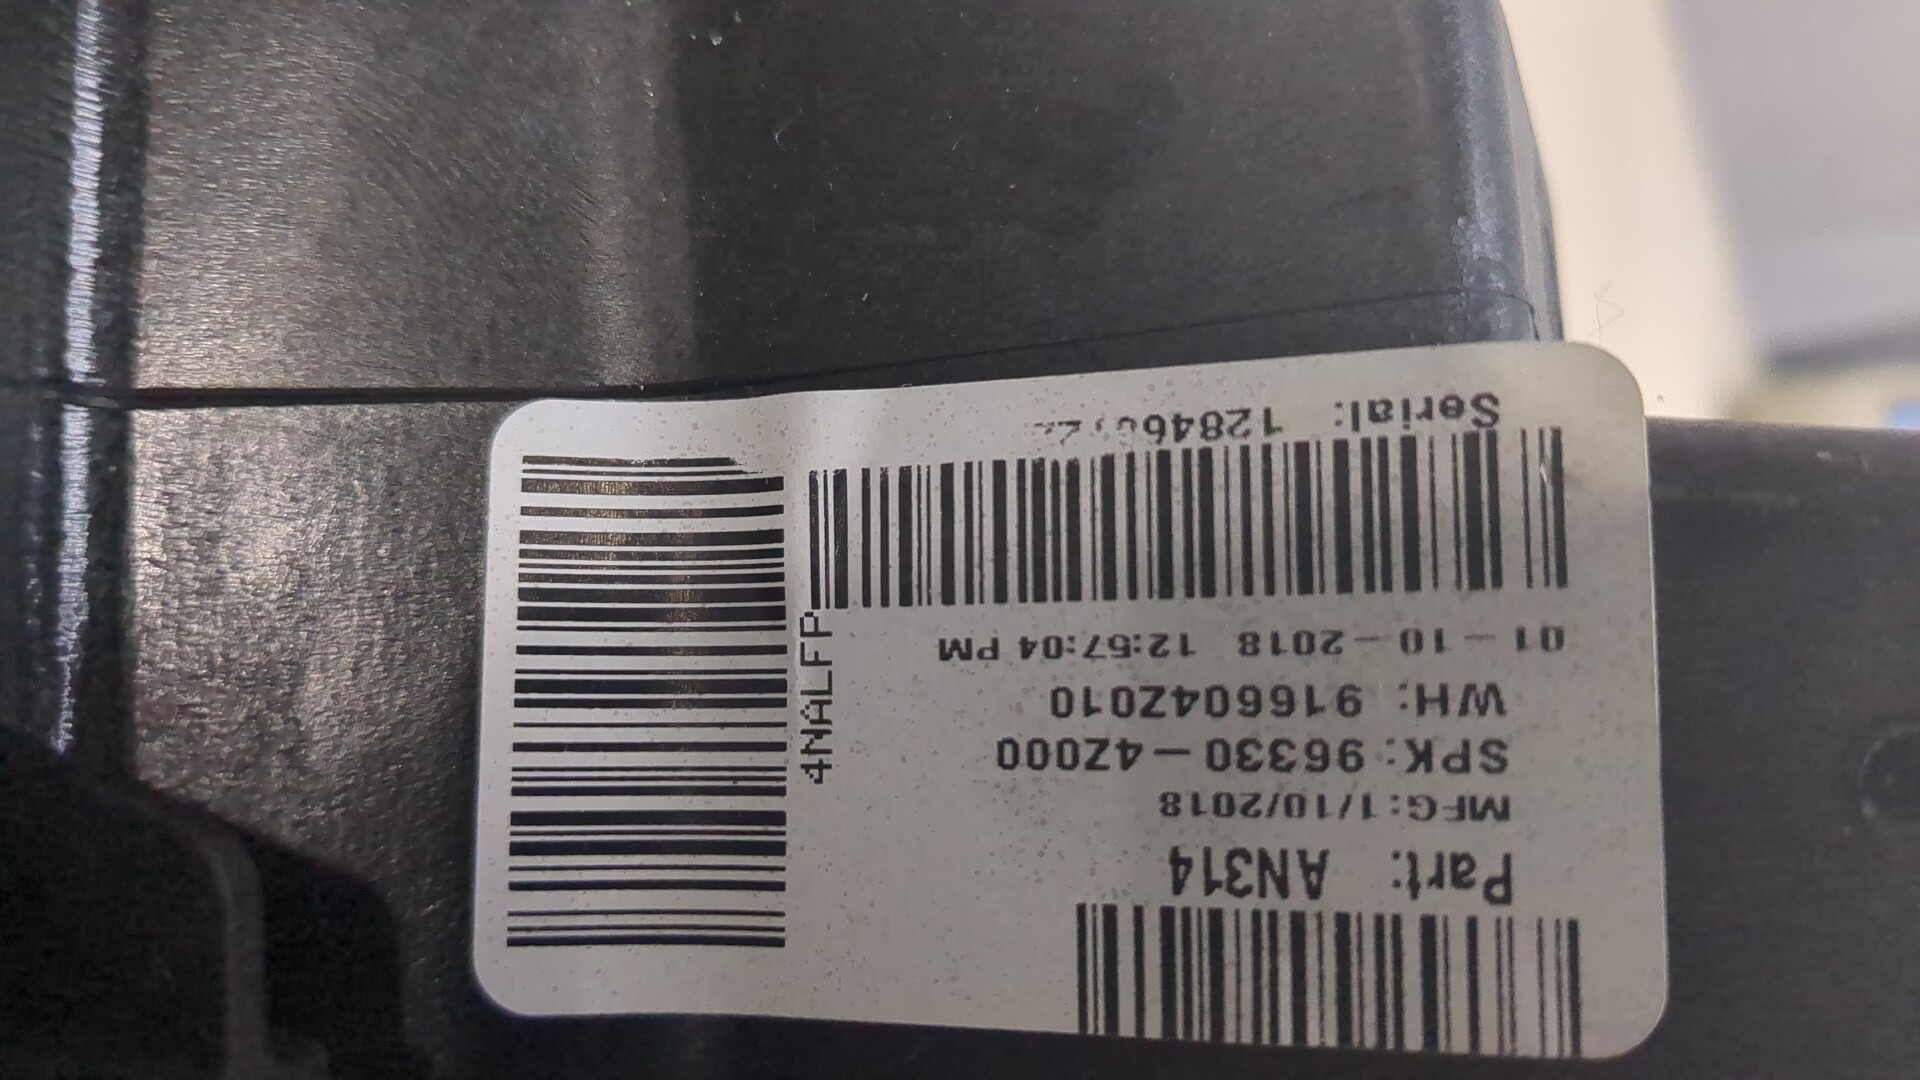 Part: AN314
MFG:1/10/2018
SPK: 96330-4Z000
WH: 916604Z010
01-10-2018 12:57:04 PM
Serial:
4NALFP